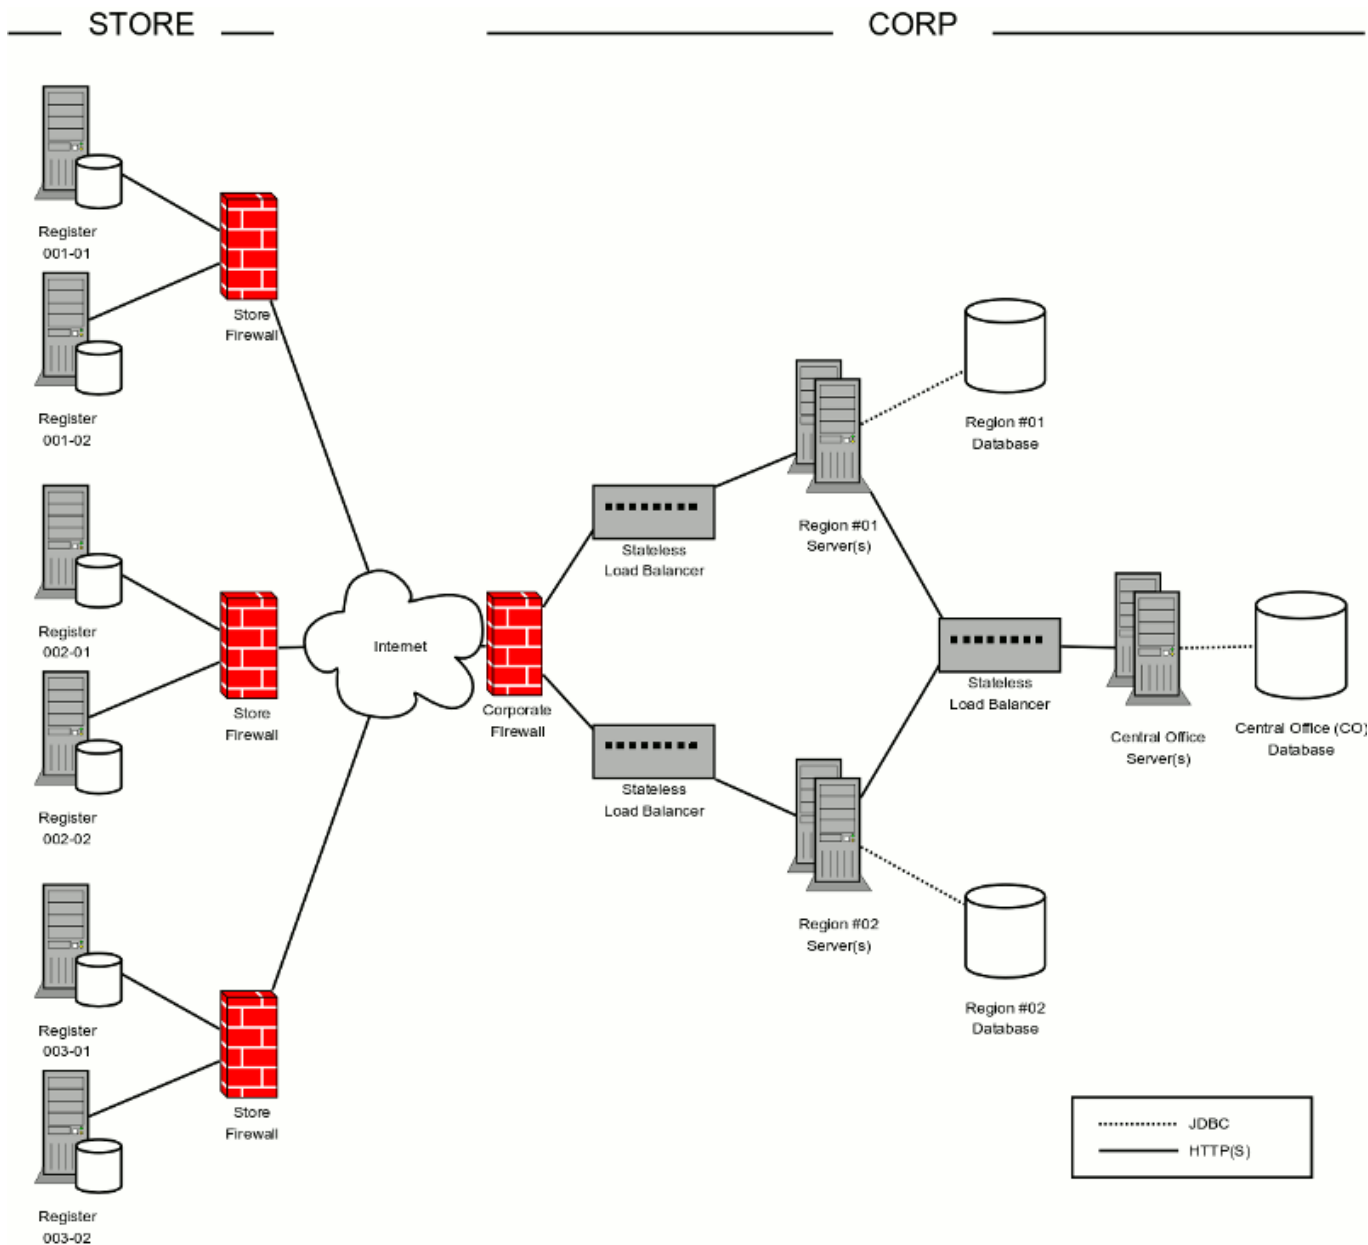 STORE
CORP
Register
001-01
Store
Firewall
Register
001-02
Register
002-01
Store
Firewall
Register
002-02
Register
003-01
Store
Firewall
Register
003-02
Internet
Corporate
Firewall
Stateless
Load Balancer
Stateless
Load Balancer
Region #01
Server(s)
Region #01
Database
Region #02
Server(s)
Region #02
Database
Stateless
Load Balancer
Central Office
Server(s)
Central Office (CO)
Database
JDBC
HTTP(S)